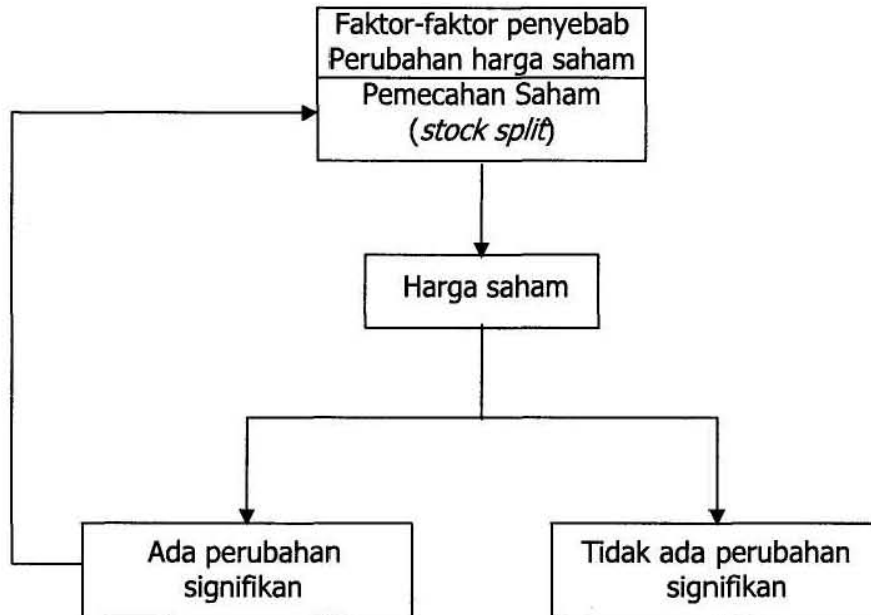 Faktor-faktor penyebab
Perubahan harga saham
Pemecahan Saham
(stock split)
Harga saham
Ada perubahan
signifikan
Tidak ada perubahan
signifikan